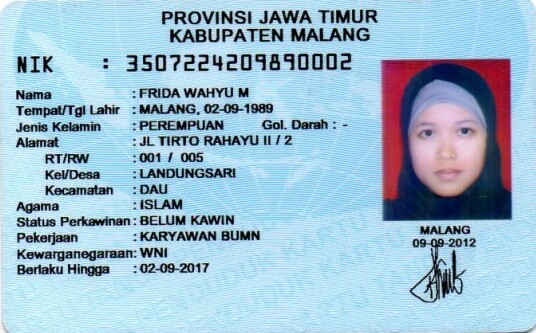 PROVINSI JAWA TIMUR
KABUPATEN MALANG
NIK : 3507224209890002
Nama : FRIDA WAHYU M
Tempat/Tgl Lahir : MALANG, 02-09-1989
Jenis Kelamin : PEREMPUAN Gol. Darah : -
Alamat : JL TIRTO RAHAYU II / 2
RT/RW : 001 / 005
Kel/Desa : LANDUNGSARI
Kecamatan : DAU
Agama : ISLAM
Status Perkawinan : BELUM KAWIN
Pekerjaan : KARYAWAN BUMN
Kewarganegaraan : WNI
Berlaku Hingga : 02-09-2017
MALANG
09-09-2012